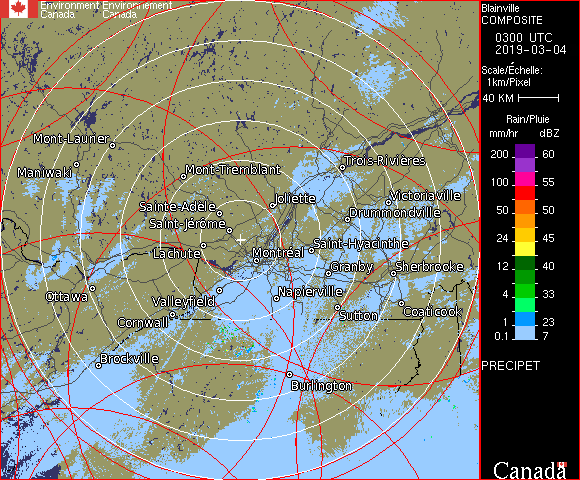 Environment Environnement
Canada Canada
Blainville
COMPOSITE
0300 UTC
2019-03-04
Scale/Échelle:
1km/Pixel
40 KM
Rain/Pluie
mm/hr dBZ
200 60
100 55
50 50
24 45
12 40
4 33
1 23
0.1 7
PRECIPET
Canada
Mont-Laurier
Maniwaki
Mont-Tremblant
Trois-Rivières
Joliette
Victoriaville
Sainte-Adele
Drummondville
Saint-Jérôme
Lachute
Montréal
Saint-Hyacinthe
Granby
Sherbrooke
Ottawa
Valleyfield
Napierville
Cornwall
Sutton
Coaticook
Brockville
Burlington